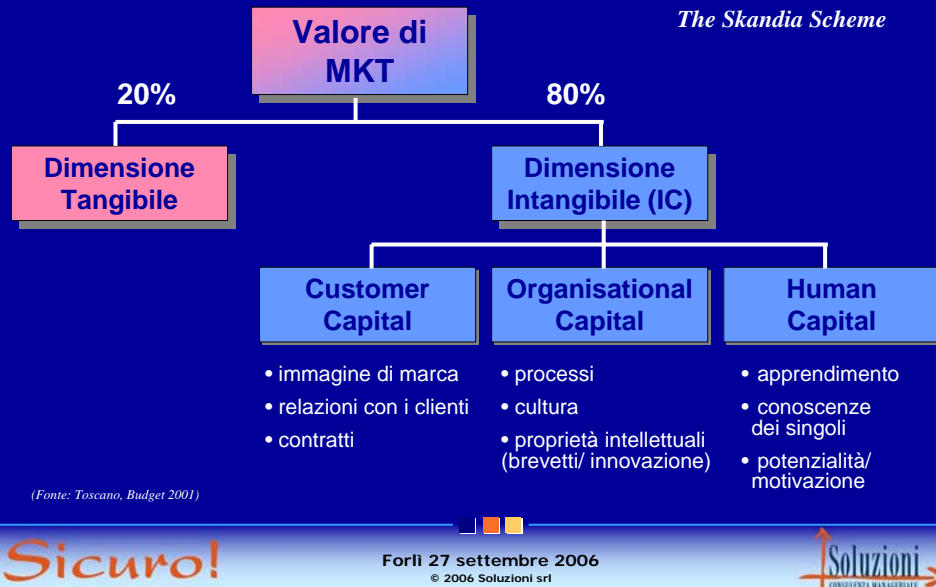 The Skandia Scheme
Valore di
MKT
20%
80%
Dimensione
Tangibile
Dimensione
Intangibile (IC)
Customer
Capital
• immagine di marca
• relazioni con i clienti
• contratti
Organisational
Capital
• processi
• cultura
• proprietà intellettuali
(brevetti/ innovazione)
Human
Capital
• apprendimento
• conoscenze
dei singoli
• potenzialità/
motivazione
(Fonte: Toscano, Budget 2001)
Sicuro!
Forlì 27 settembre 2006
© 2006 Soluzioni srl
Soluzioni
CONSULENZA MANAGERIALE